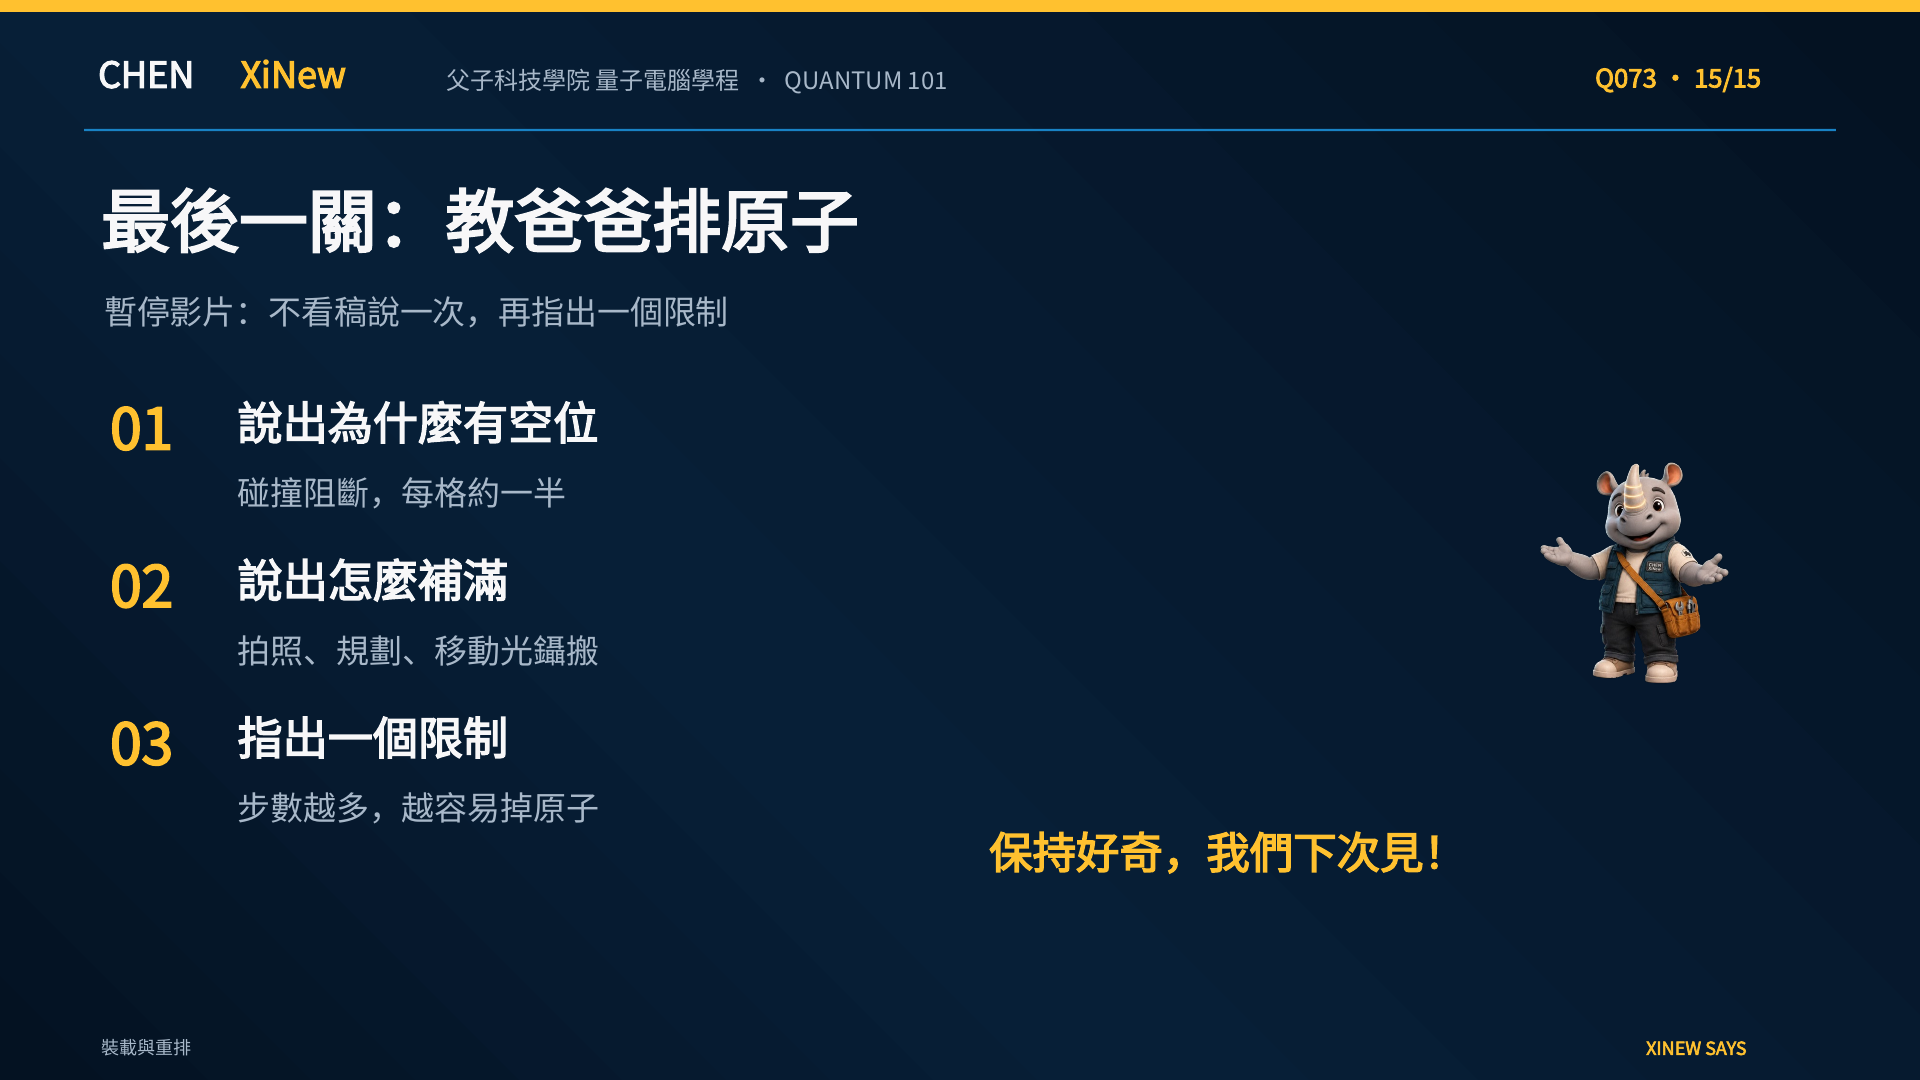 CHEN XiNew 父子科技學院 量子電腦學程 · QUANTUM 101 Q073 · 15/15
最後一關：教爸爸排原子
暫停影片：不看稿說一次，再指出一個限制
01 說出為什麼有空位
碰撞阻斷，每格約一半
02 說出怎麼補滿
拍照、規劃、移動光鑷搬
03 指出一個限制
步數越多，越容易掉原子
保持好奇，我們下次見！
裝載與重排 XINEW SAYS